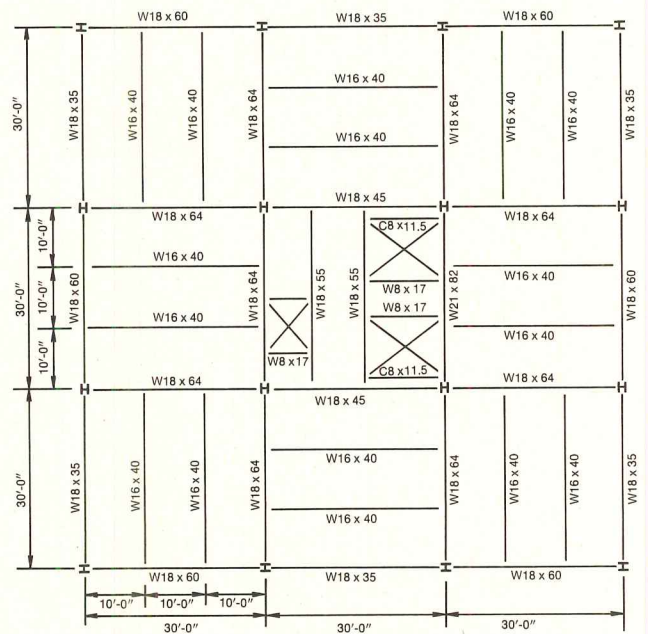 W18 x 60
W18 x 35
W18 x 60
30'-0"
W18 x 35
W16 x 40
W16 x 40
W18 x 64
W16 x 40
W16 x 40
W18 x 64
W16 x 40
W16 x 40
W18 x 35
W18 x 45
W18 x 64
W18 x 64
30'-0"
10'-0"
10'-0"
10'-0"
W18 x 60
W16 x 40
W16 x 40
W18 x 64
W8 x 17
W18 x 55
W18 x 55
C8 x 11.5
W8 x 17
W8 x 17
C8 x 11.5
W21 x 82
W16 x 40
W16 x 40
W18 x 60
W18 x 64
W18 x 45
W18 x 64
30'-0"
W18 x 35
W16 x 40
W16 x 40
W18 x 64
W16 x 40
W16 x 40
W18 x 64
W16 x 40
W16 x 40
W18 x 35
W18 x 60
W18 x 35
W18 x 60
10'-0"
10'-0"
10'-0"
30'-0"
30'-0"
30'-0"